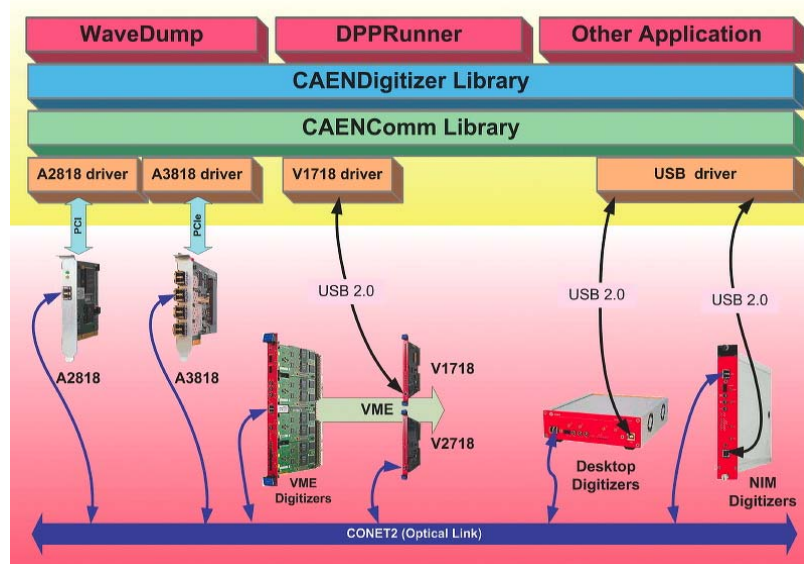 WaveDump
DPPRunner
Other Application
CAENDigitizer Library
CAENComm Library
A2818 driver
A3818 driver
V1718 driver
USB driver
PCI
PCIe
USB 2.0
USB 2.0
USB 2.0
A2818
A3818
V1718
VME
V2718
VME
Digitizers
Desktop
Digitizers
NIM
Digitizers
CONET2 (Optical Link)